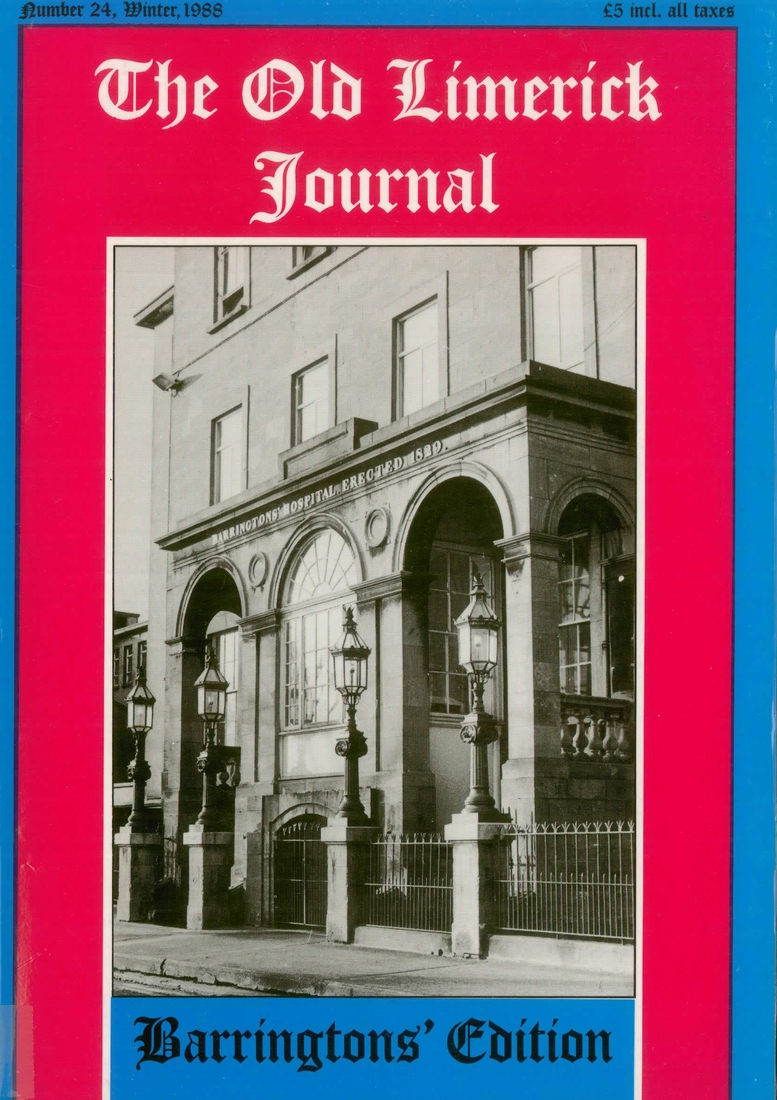 Number 24, Winter, 1988
£5 incl. all taxes
The Old Limerick
Journal
BARRINGTONS' HOSPITAL, ERECTED 1829.
Barringtons' Edition